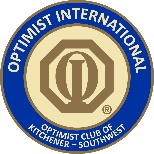 OPTIMIST INTERNATIONAL
®
OPTIMIST CLUB OF
KITCHENER – SOUTHWEST